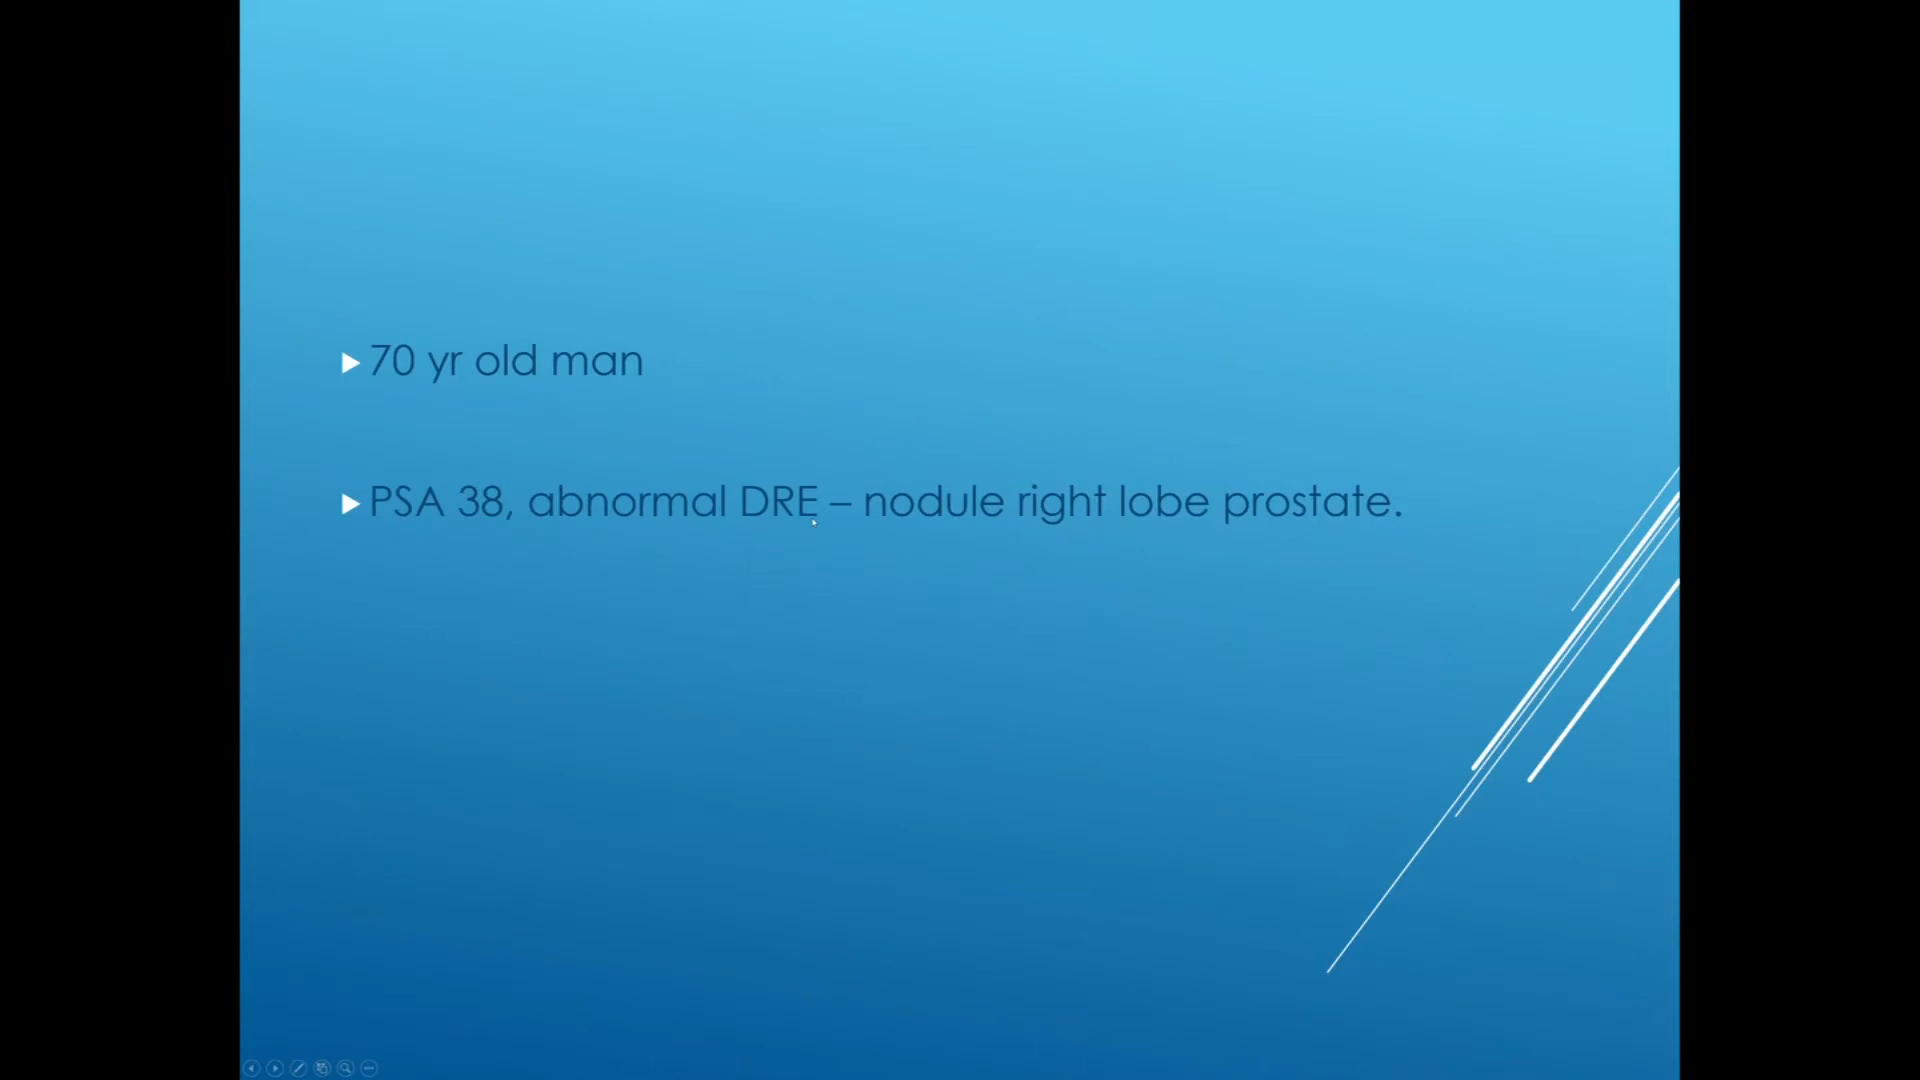 70 yr old man
PSA 38, abnormal DRE – nodule right lobe prostate.